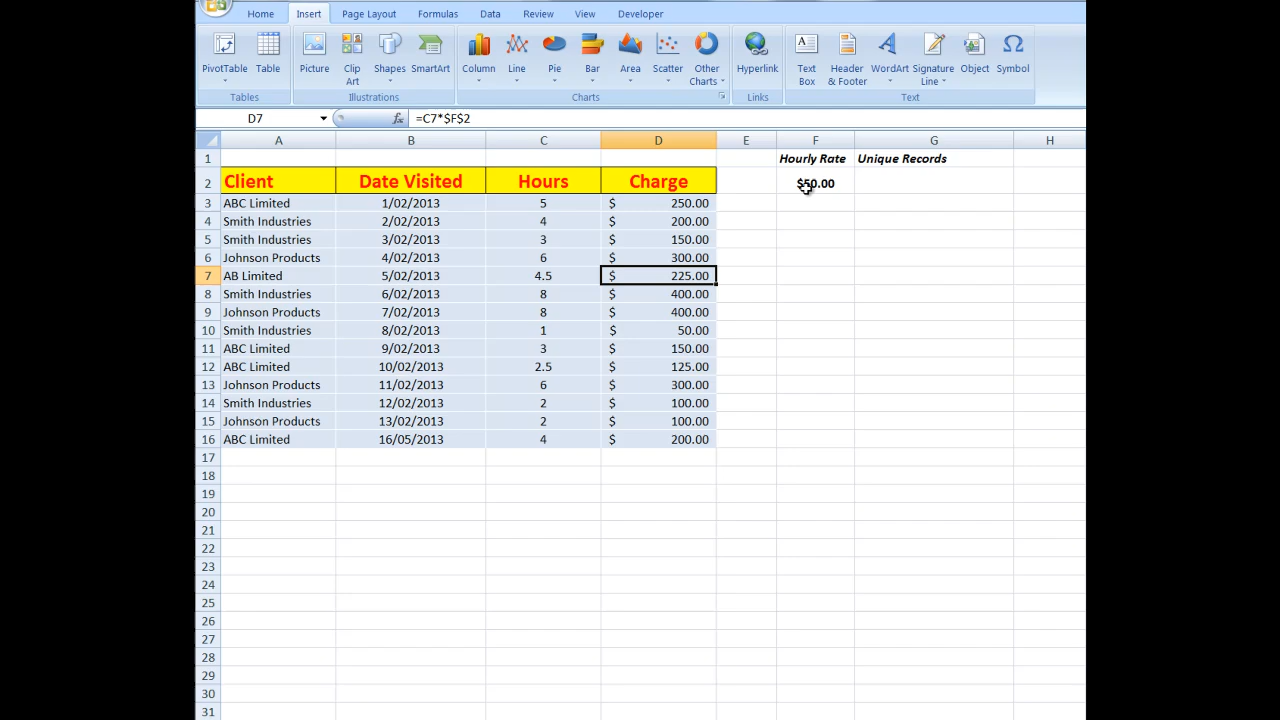 Home Insert Page Layout Formulas Data Review View Developer
PivotTable Table Picture Clip Art Shapes SmartArt Column Line Pie Bar Area Scatter Other Charts Hyperlink Text Box Header & Footer WordArt Signature Line Object Symbol
Tables Illustrations Charts Links Text
D7 fx =C7*$F$2
A B C D E F G H
1 Hourly Rate Unique Records
2 Client Date Visited Hours Charge $50.00
3 ABC Limited 1/02/2013 5 $ 250.00
4 Smith Industries 2/02/2013 4 $ 200.00
5 Smith Industries 3/02/2013 3 $ 150.00
6 Johnson Products 4/02/2013 6 $ 300.00
7 AB Limited 5/02/2013 4.5 $ 225.00
8 Smith Industries 6/02/2013 8 $ 400.00
9 Johnson Products 7/02/2013 8 $ 400.00
10 Smith Industries 8/02/2013 1 $ 50.00
11 ABC Limited 9/02/2013 3 $ 150.00
12 ABC Limited 10/02/2013 2.5 $ 125.00
13 Johnson Products 11/02/2013 6 $ 300.00
14 Smith Industries 12/02/2013 2 $ 100.00
15 Johnson Products 13/02/2013 2 $ 100.00
16 ABC Limited 16/05/2013 4 $ 200.00
17
18
19
20
21
22
23
24
25
26
27
28
29
30
31